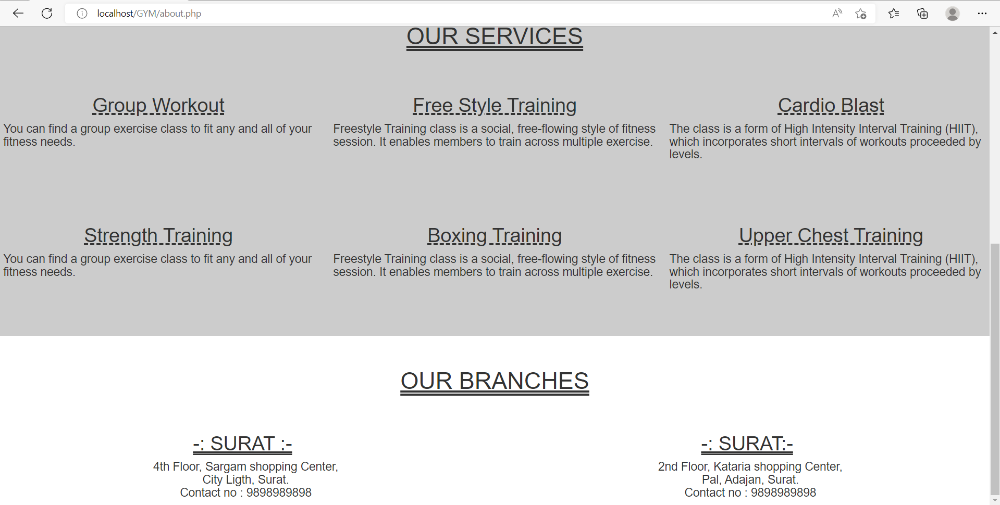 localhost/GYM/about.php
OUR SERVICES
Group Workout
You can find a group exercise class to fit any and all of your
fitness needs.
Free Style Training
Freestyle Training class is a social, free-flowing style of fitness
session. It enables members to train across multiple exercise.
Cardio Blast
The class is a form of High Intensity Interval Training (HIIT),
which incorporates short intervals of workouts proceeded by
levels.
Strength Training
You can find a group exercise class to fit any and all of your
fitness needs.
Boxing Training
Freestyle Training class is a social, free-flowing style of fitness
session. It enables members to train across multiple exercise.
Upper Chest Training
The class is a form of High Intensity Interval Training (HIIT),
which incorporates short intervals of workouts proceeded by
levels.
OUR BRANCHES
-: SURAT :-
4th Floor, Sargam shopping Center,
City Ligth, Surat.
Contact no : 9898989898
-: SURAT:-
2nd Floor, Kataria shopping Center,
Pal, Adajan, Surat.
Contact no : 9898989898